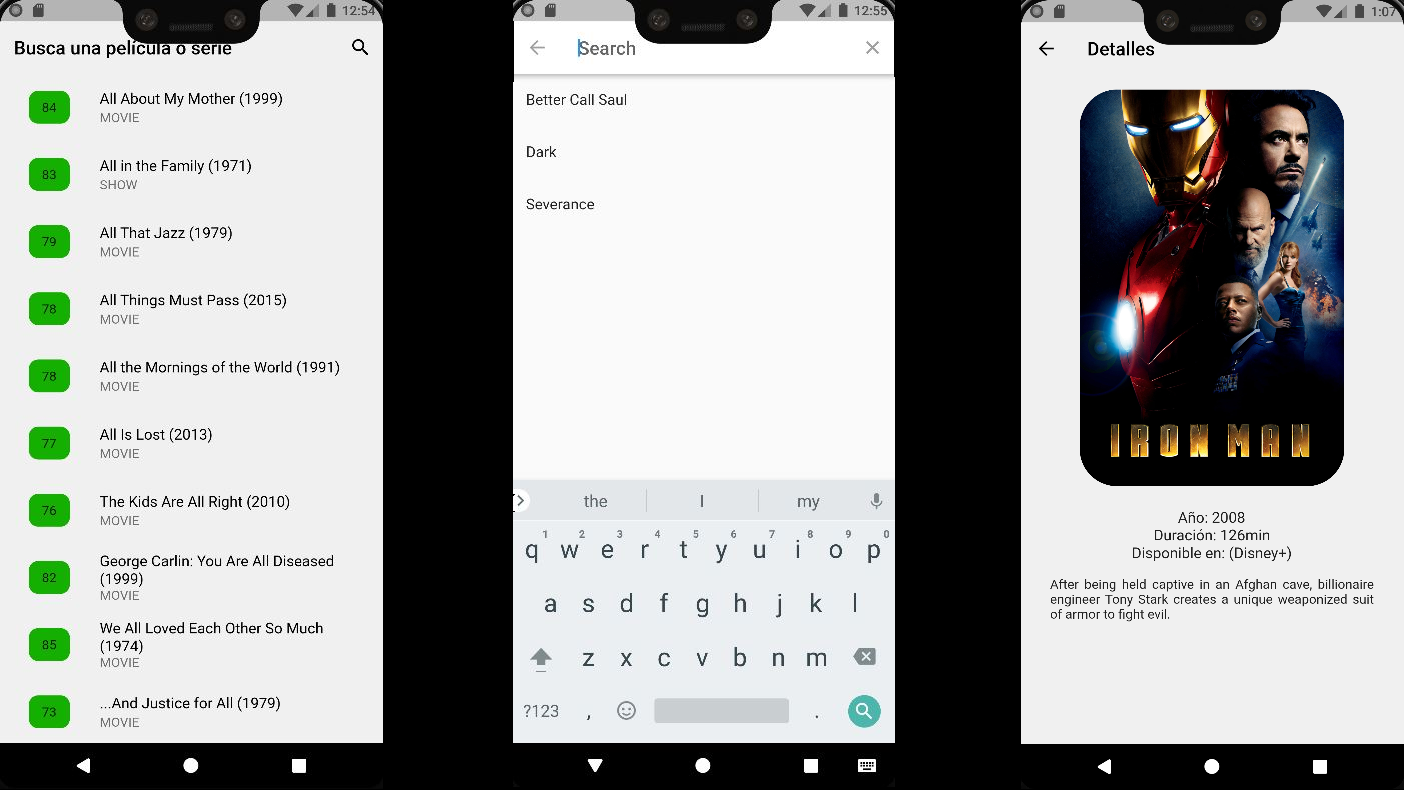 12:54
Busca una película o serie
84
All About My Mother (1999)
MOVIE
83
All in the Family (1971)
SHOW
79
All That Jazz (1979)
MOVIE
78
All Things Must Pass (2015)
MOVIE
78
All the Mornings of the World (1991)
MOVIE
77
All Is Lost (2013)
MOVIE
76
The Kids Are All Right (2010)
MOVIE
82
George Carlin: You Are All Diseased
(1999)
MOVIE
85
We All Loved Each Other So Much
(1974)
MOVIE
73
...And Justice for All (1979)
MOVIE
12:55
Search
Better Call Saul
Dark
Severance
the I my
1 2 3 4 5 6 7 8 9 0
q w e r t y u i o p
a s d f g h j k l
z x c v b n m
?123 , .
1:07
Detalles
IRON MAN
Año: 2008
Duración: 126min
Disponible en: (Disney+)
After being held captive in an Afghan cave, billionaire
engineer Tony Stark creates a unique weaponized suit
of armor to fight evil.